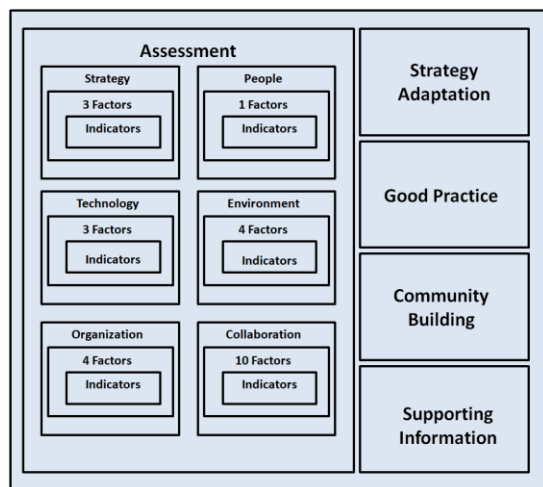 Assessment
Strategy
3 Factors
Indicators
People
1 Factors
Indicators
Technology
3 Factors
Indicators
Environment
4 Factors
Indicators
Organization
4 Factors
Indicators
Collaboration
10 Factors
Indicators
Strategy
Adaptation
Good Practice
Community
Building
Supporting
Information